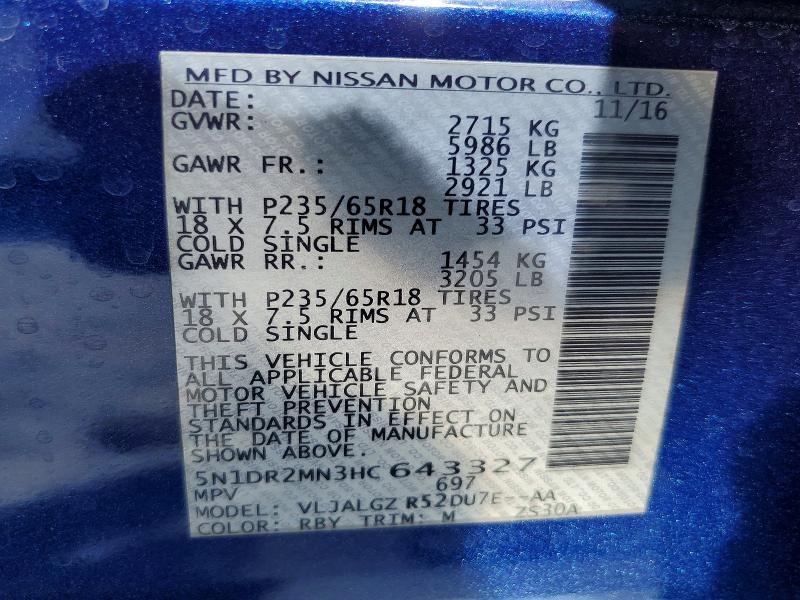 MFD BY NISSAN MOTOR CO., LTD.
DATE: 11/16
GVWR: 2715 KG
5986 LB
GAWR FR.: 1325 KG
2921 LB
WITH P235/65R18 TIRES
18 X 7.5 RIMS AT 33 PSI
COLD SINGLE
GAWR RR.: 1454 KG
3205 LB
WITH P235/65R18 TIRES
18 X 7.5 RIMS AT 33 PSI
COLD SINGLE
THIS VEHICLE CONFORMS TO
ALL APPLICABLE FEDERAL
MOTOR VEHICLE SAFETY AND
THEFT PREVENTION
STANDARDS IN EFFECT ON
THE DATE OF MANUFACTURE
SHOWN ABOVE.
5N1DR2MN3HC 643327
MPV 697
MODEL: VLJALGZ R52DU7E--AA
COLOR: RBY TRIM: M ZS30A